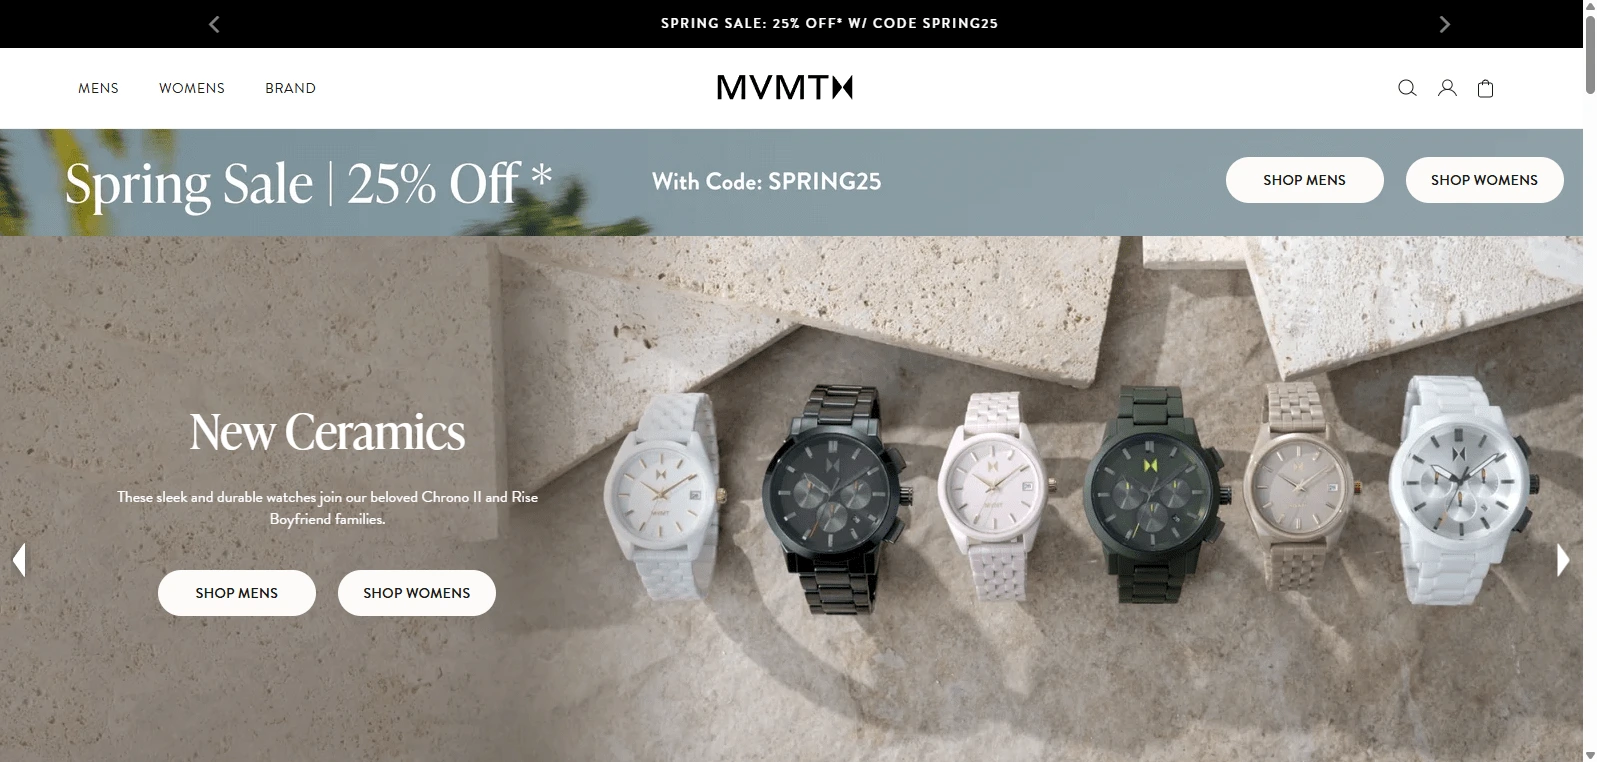 SPRING SALE: 25% OFF* W/ CODE SPRING25
MENS WOMENS BRAND
MVMT
Spring Sale | 25% Off *
With Code: SPRING25
SHOP MENS
SHOP WOMENS
New Ceramics
These sleek and durable watches join our beloved Chrono II and Rise
Boyfriend families.
SHOP MENS
SHOP WOMENS
MVMT